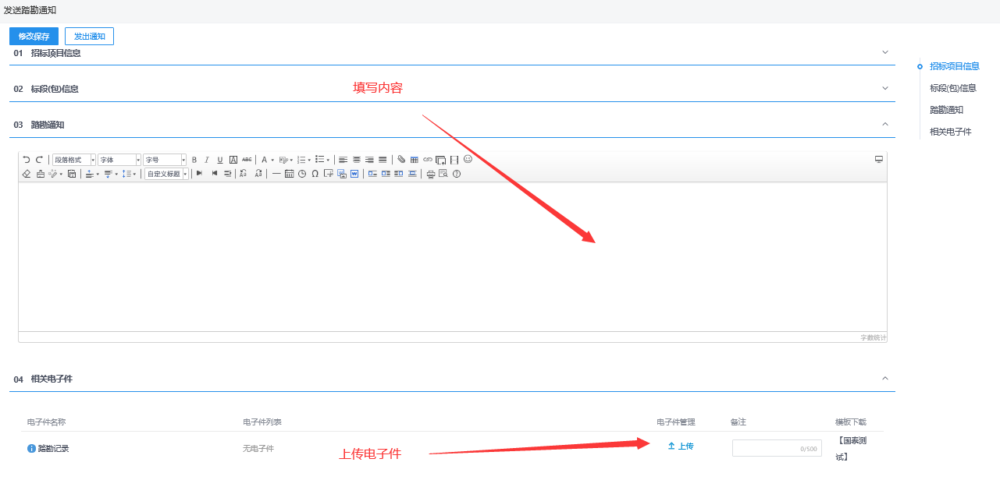 发送踏勘通知
修改保存 发出通知
01 招标项目信息
招标项目信息
02 标段(包)信息
填写内容
标段(包)信息
踏勘通知
03 踏勘通知
相关电子件
段落格式 字体 字号 B I U A ABC A
自定义标题 Ω W
字数统计
04 相关电子件
电子件名称 电子件列表 电子件管理 备注 模板下载
踏勘记录 无电子件 上传电子件 上传 0/500 【国泰测
试】